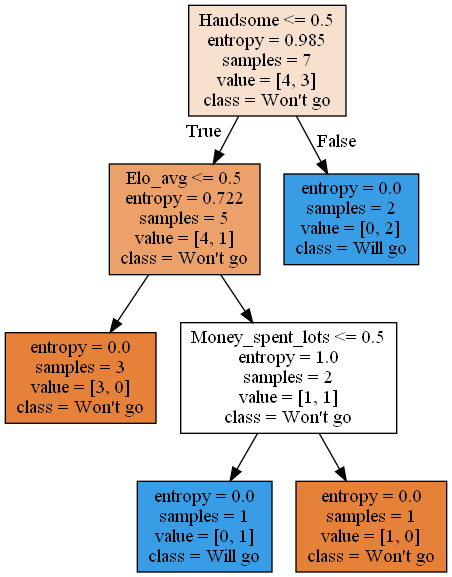 Handsome <= 0.5
entropy = 0.985
samples = 7
value = [4, 3]
class = Won't go
True
False
Elo_avg <= 0.5
entropy = 0.722
samples = 5
value = [4, 1]
class = Won't go
entropy = 0.0
samples = 2
value = [0, 2]
class = Will go
entropy = 0.0
samples = 3
value = [3, 0]
class = Won't go
Money_spent_lots <= 0.5
entropy = 1.0
samples = 2
value = [1, 1]
class = Won't go
entropy = 0.0
samples = 1
value = [0, 1]
class = Will go
entropy = 0.0
samples = 1
value = [1, 0]
class = Won't go